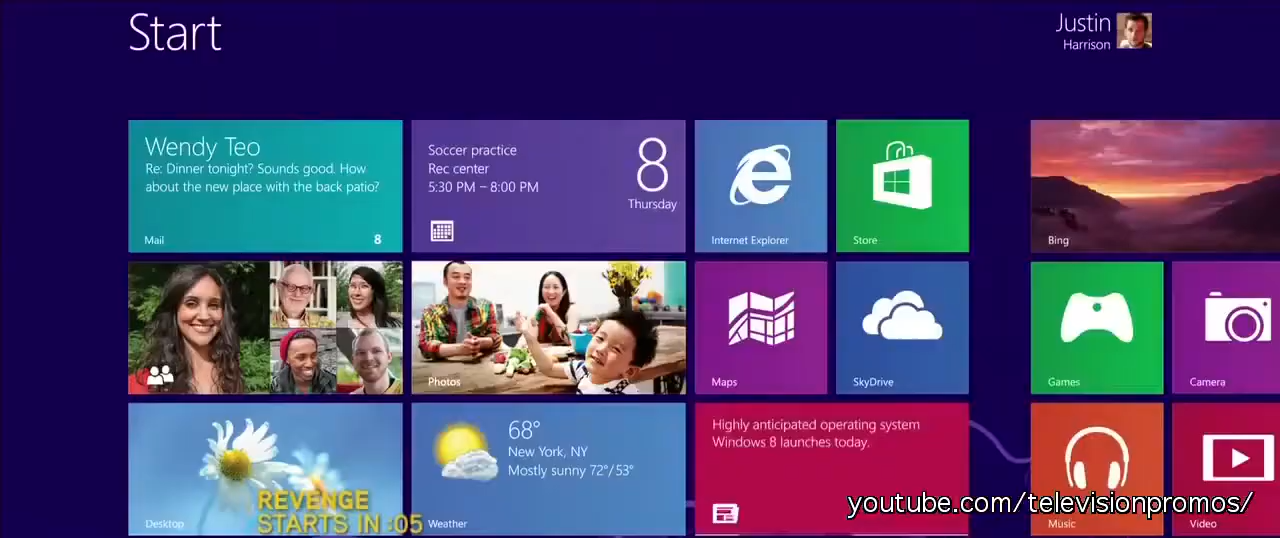 Start
Justin
Harrison
Wendy Teo
Re: Dinner tonight? Sounds good. How
about the new place with the back patio?
Mail
8
Soccer practice
Rec center
5:30 PM – 8:00 PM
8
Thursday
Internet Explorer
Store
Bing
Photos
Maps
SkyDrive
Games
Camera
Desktop
68°
New York, NY
Mostly sunny 72°/53°
Weather
Highly anticipated operating system
Windows 8 launches today.
Music
Video
REVENGE
STARTS IN :05
youtube.com/televisionpromos/